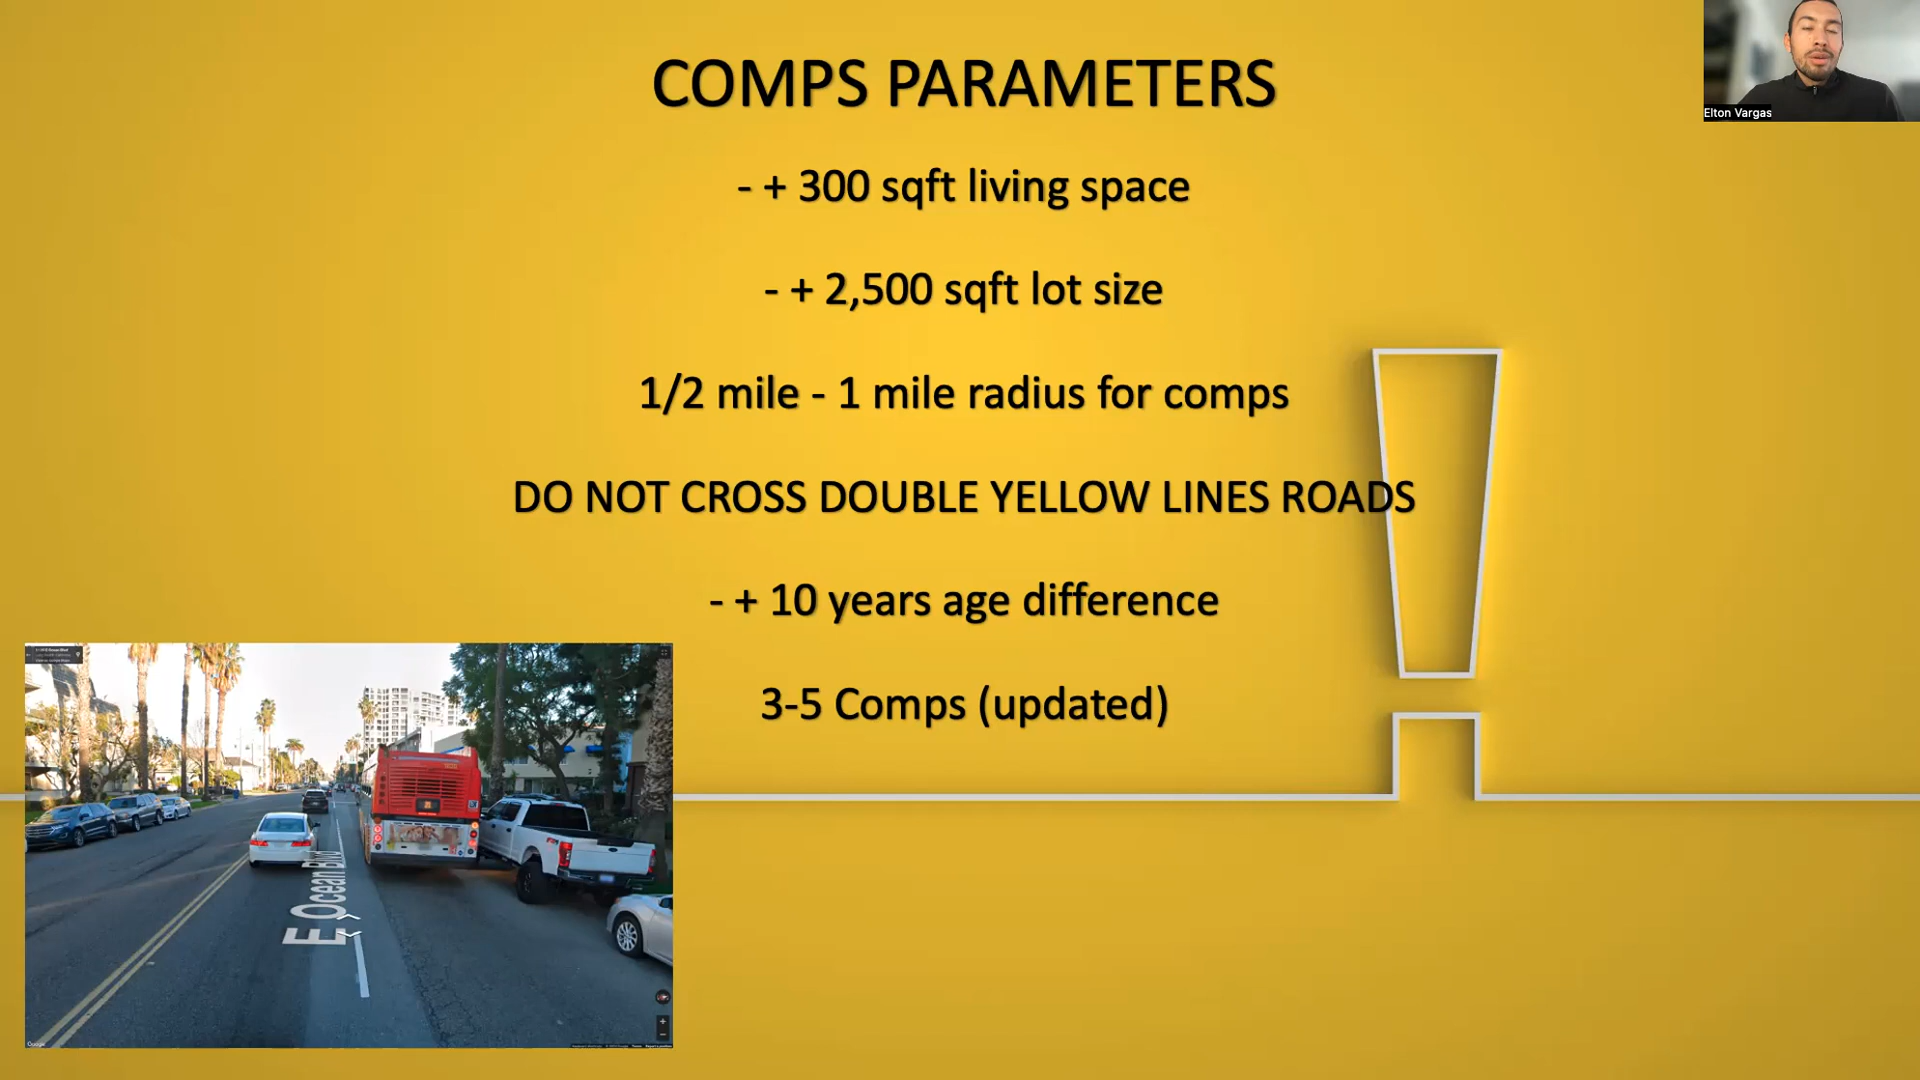 COMPS PARAMETERS
- + 300 sqft living space
- + 2,500 sqft lot size
1/2 mile - 1 mile radius for comps
DO NOT CROSS DOUBLE YELLOW LINES ROADS
- + 10 years age difference
3-5 Comps (updated)
Elton Vargas
E Ocean Blvd
Google